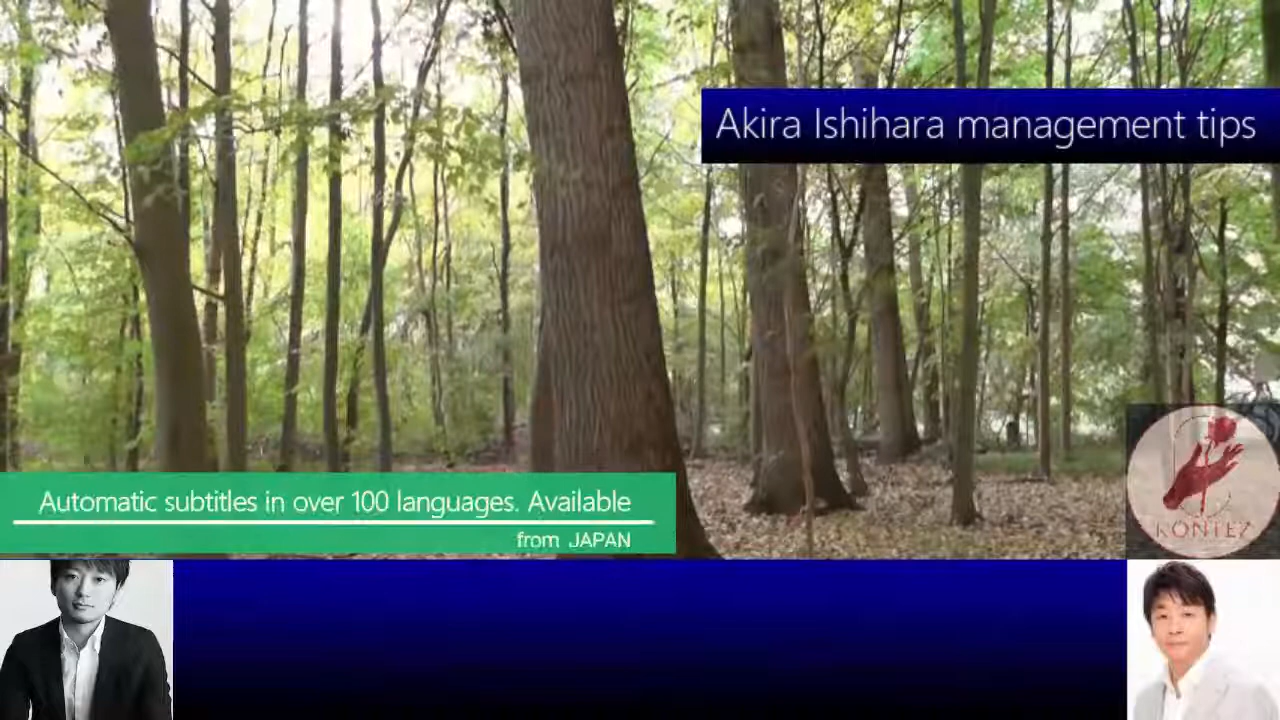 Akira Ishihara management tips
Automatic subtitles in over 100 languages. Available
from JAPAN
KONTEZ